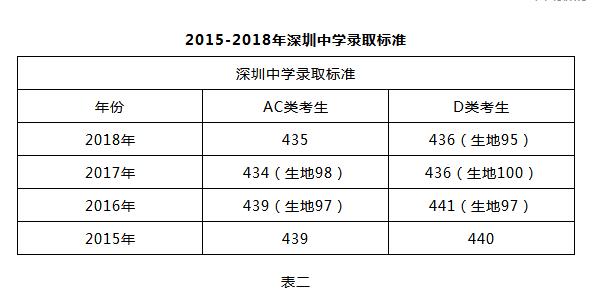 2015-2018年深圳中学录取标准
深圳中学录取标准
年份 AC类考生 D类考生
2018年 435 436（生地95）
2017年 434（生地98） 436（生地100）
2016年 439（生地97） 441（生地97）
2015年 439 440
表二